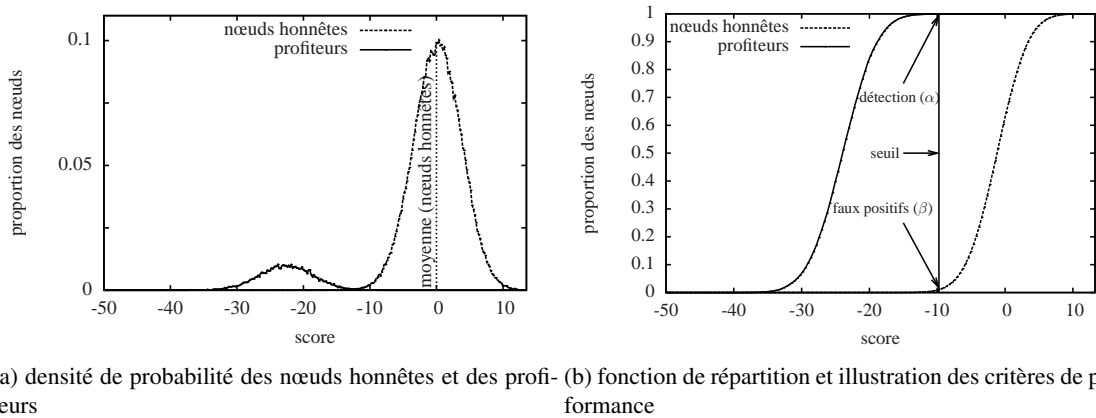 nœuds honnêtes
profiteurs
0.1
0.05
0
proportion des nœuds
moyenne (nœuds honnêtes)
-50
-40
-30
-20
-10
0
10
score
nœuds honnêtes
profiteurs
1
0.9
0.8
0.7
0.6
0.5
0.4
0.3
0.2
0.1
0
proportion des nœuds
détection (α)
seuil
faux positifs (β)
-50
-40
-30
-20
-10
0
10
score
a) densité de probabilité des nœuds honnêtes et des profi-
eurs
(b) fonction de répartition et illustration des critères de p
formance